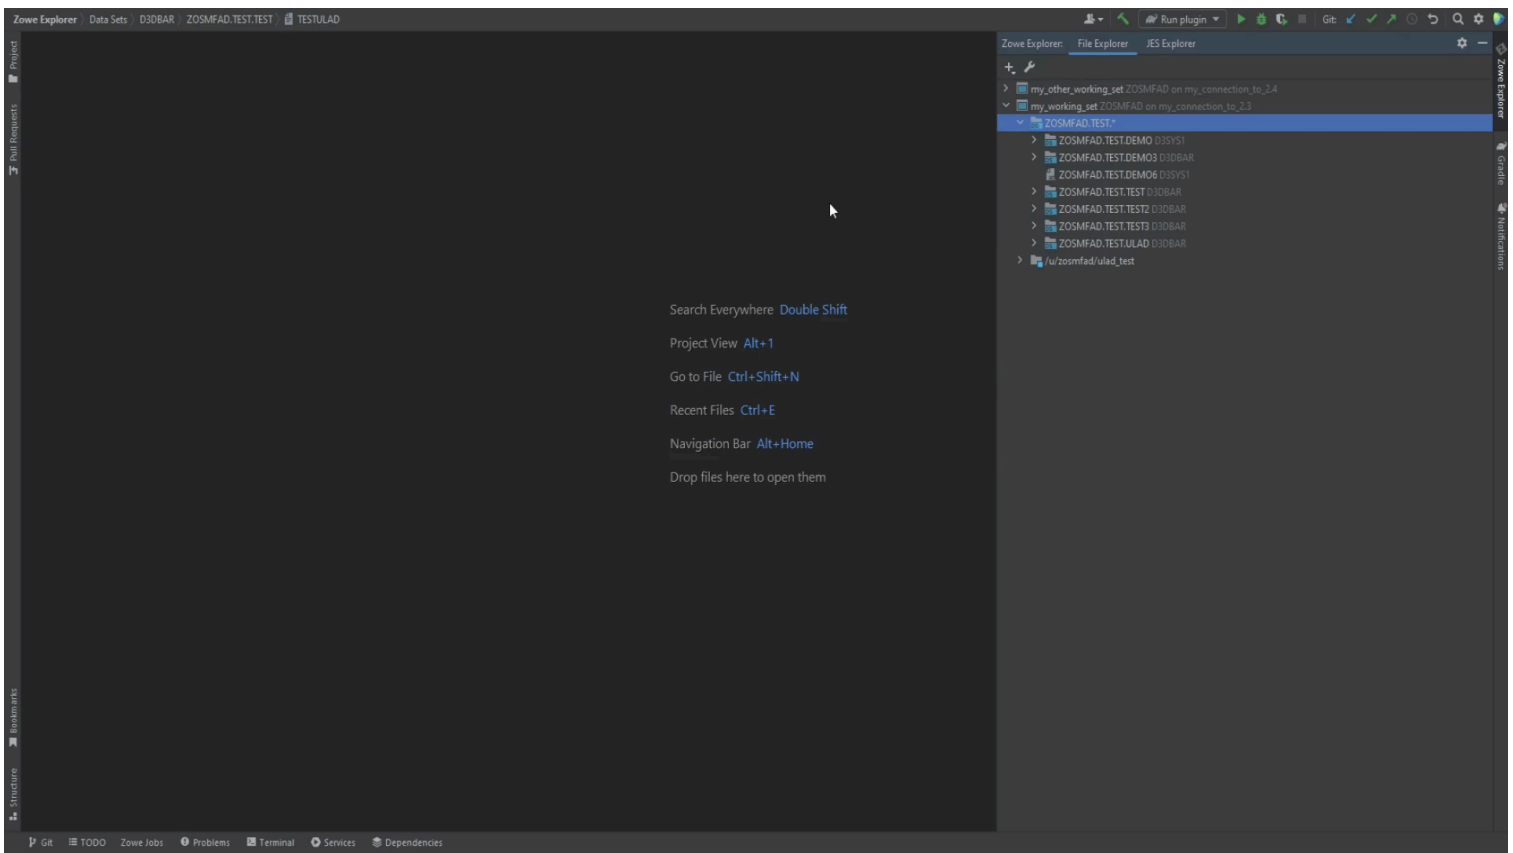 Zowe Explorer Data Sets D3DBAR ZOSMFAD.TEST.TEST TESTULAD
Run plugin Git:
Project
Pull Requests
Bookmarks
Structure
Search Everywhere Double Shift
Project View Alt+1
Go to File Ctrl+Shift+N
Recent Files Ctrl+E
Navigation Bar Alt+Home
Drop files here to open them
Zowe Explorer: File Explorer JES Explorer
my_other_working_set ZOSMFAD on my_connection_to_2.4
my_working_set ZOSMFAD on my_connection_to_2.3
ZOSMFAD.TEST.*
ZOSMFAD.TEST.DEMO D3SYS1
ZOSMFAD.TEST.DEMO3 D3DBAR
ZOSMFAD.TEST.DEMO6 D3SYS1
ZOSMFAD.TEST.TEST D3DBAR
ZOSMFAD.TEST.TEST2 D3DBAR
ZOSMFAD.TEST.TEST3 D3DBAR
ZOSMFAD.TEST.ULAD D3DBAR
/u/zosmfad/ulad_test
Zowe Explorer
Gradle
Notifications
Git TODO Zowe Jobs Problems Terminal Services Dependencies